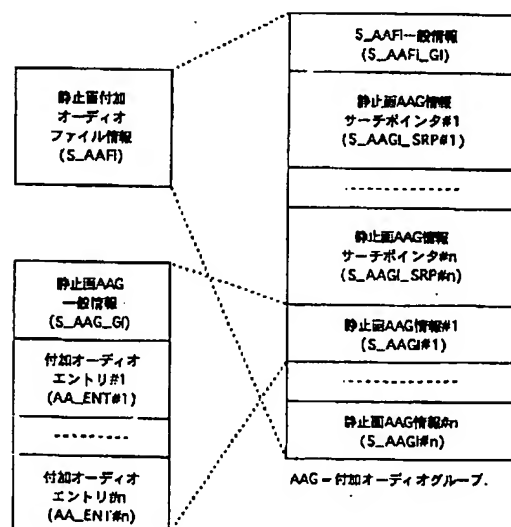 静止画付加
オーディオ
ファイル情報
(S_AAFI)
静止画AAG
一般情報
(S_AAG_GI)
付加オーディオ
エントリ#1
(AA_ENT#1)
付加オーディオ
エントリ#n
(AA_ENT#n)
S_AAFI一般情報
(S_AAFI_GI)
静止画AAG情報
サーチポインタ#1
(S_AAGI_SRP#1)
静止画AAG情報
サーチポインタ#n
(S_AAGI_SRP#n)
静止画AAG情報#1
(S_AAGI#1)
静止画AAG情報#n
(S_AAGI#n)
AAG=付加オーディオグループ.